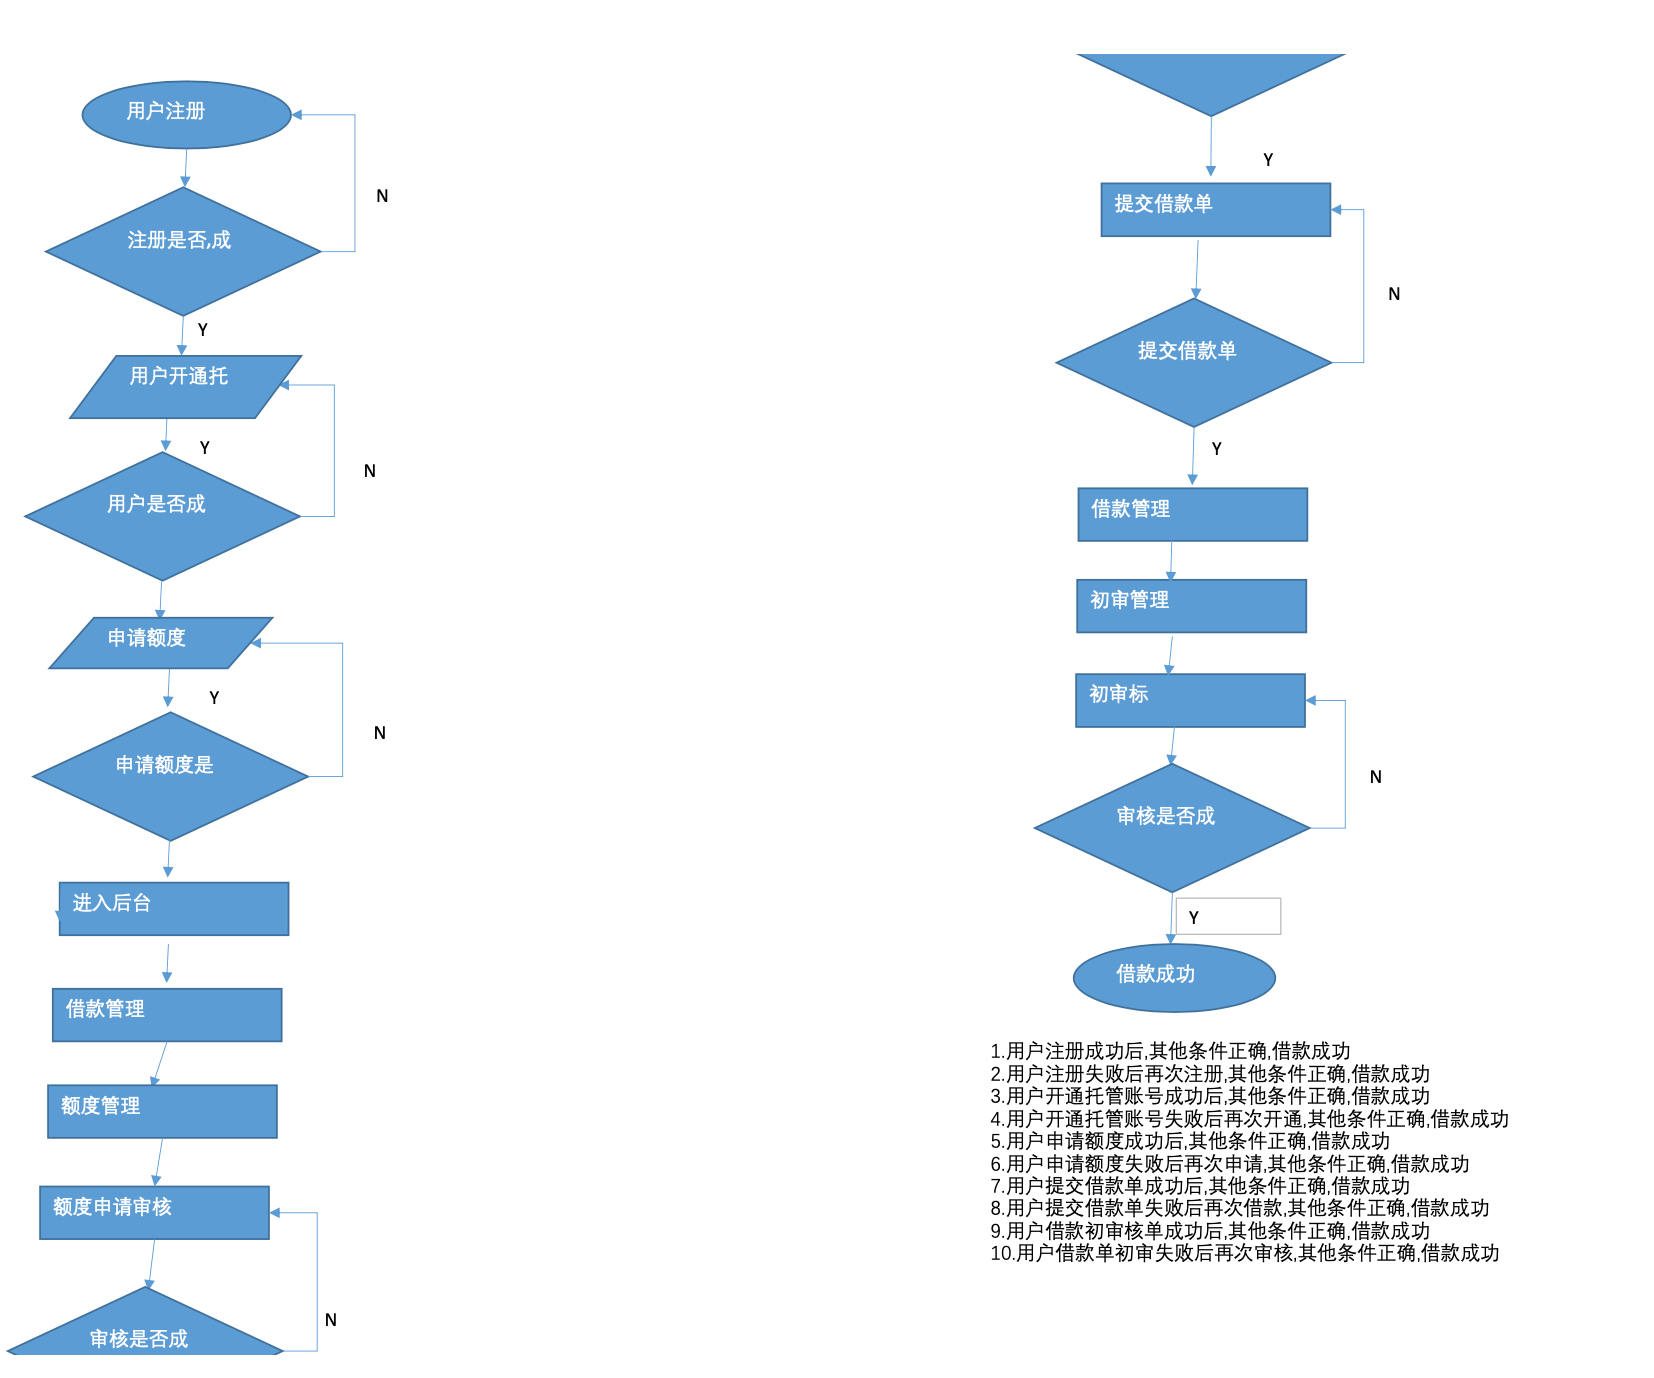 用户注册
N
注册是否,成
Y
用户开通托
Y
N
用户是否成
申请额度
Y
N
申请额度是
进入后台
借款管理
额度管理
额度申请审核
N
审核是否成
Y
提交借款单
N
提交借款单
Y
借款管理
初审管理
初审标
N
审核是否成
Y
借款成功
1.用户注册成功后,其他条件正确,借款成功
2.用户注册失败后再次注册,其他条件正确,借款成功
3.用户开通托管账号成功后,其他条件正确,借款成功
4.用户开通托管账号失败后再次开通,其他条件正确,借款成功
5.用户申请额度成功后,其他条件正确,借款成功
6.用户申请额度失败后再次申请,其他条件正确,借款成功
7.用户提交借款单成功后,其他条件正确,借款成功
8.用户提交借款单失败后再次借款,其他条件正确,借款成功
9.用户借款初审核单成功后,其他条件正确,借款成功
10.用户借款单初审失败后再次审核,其他条件正确,借款成功